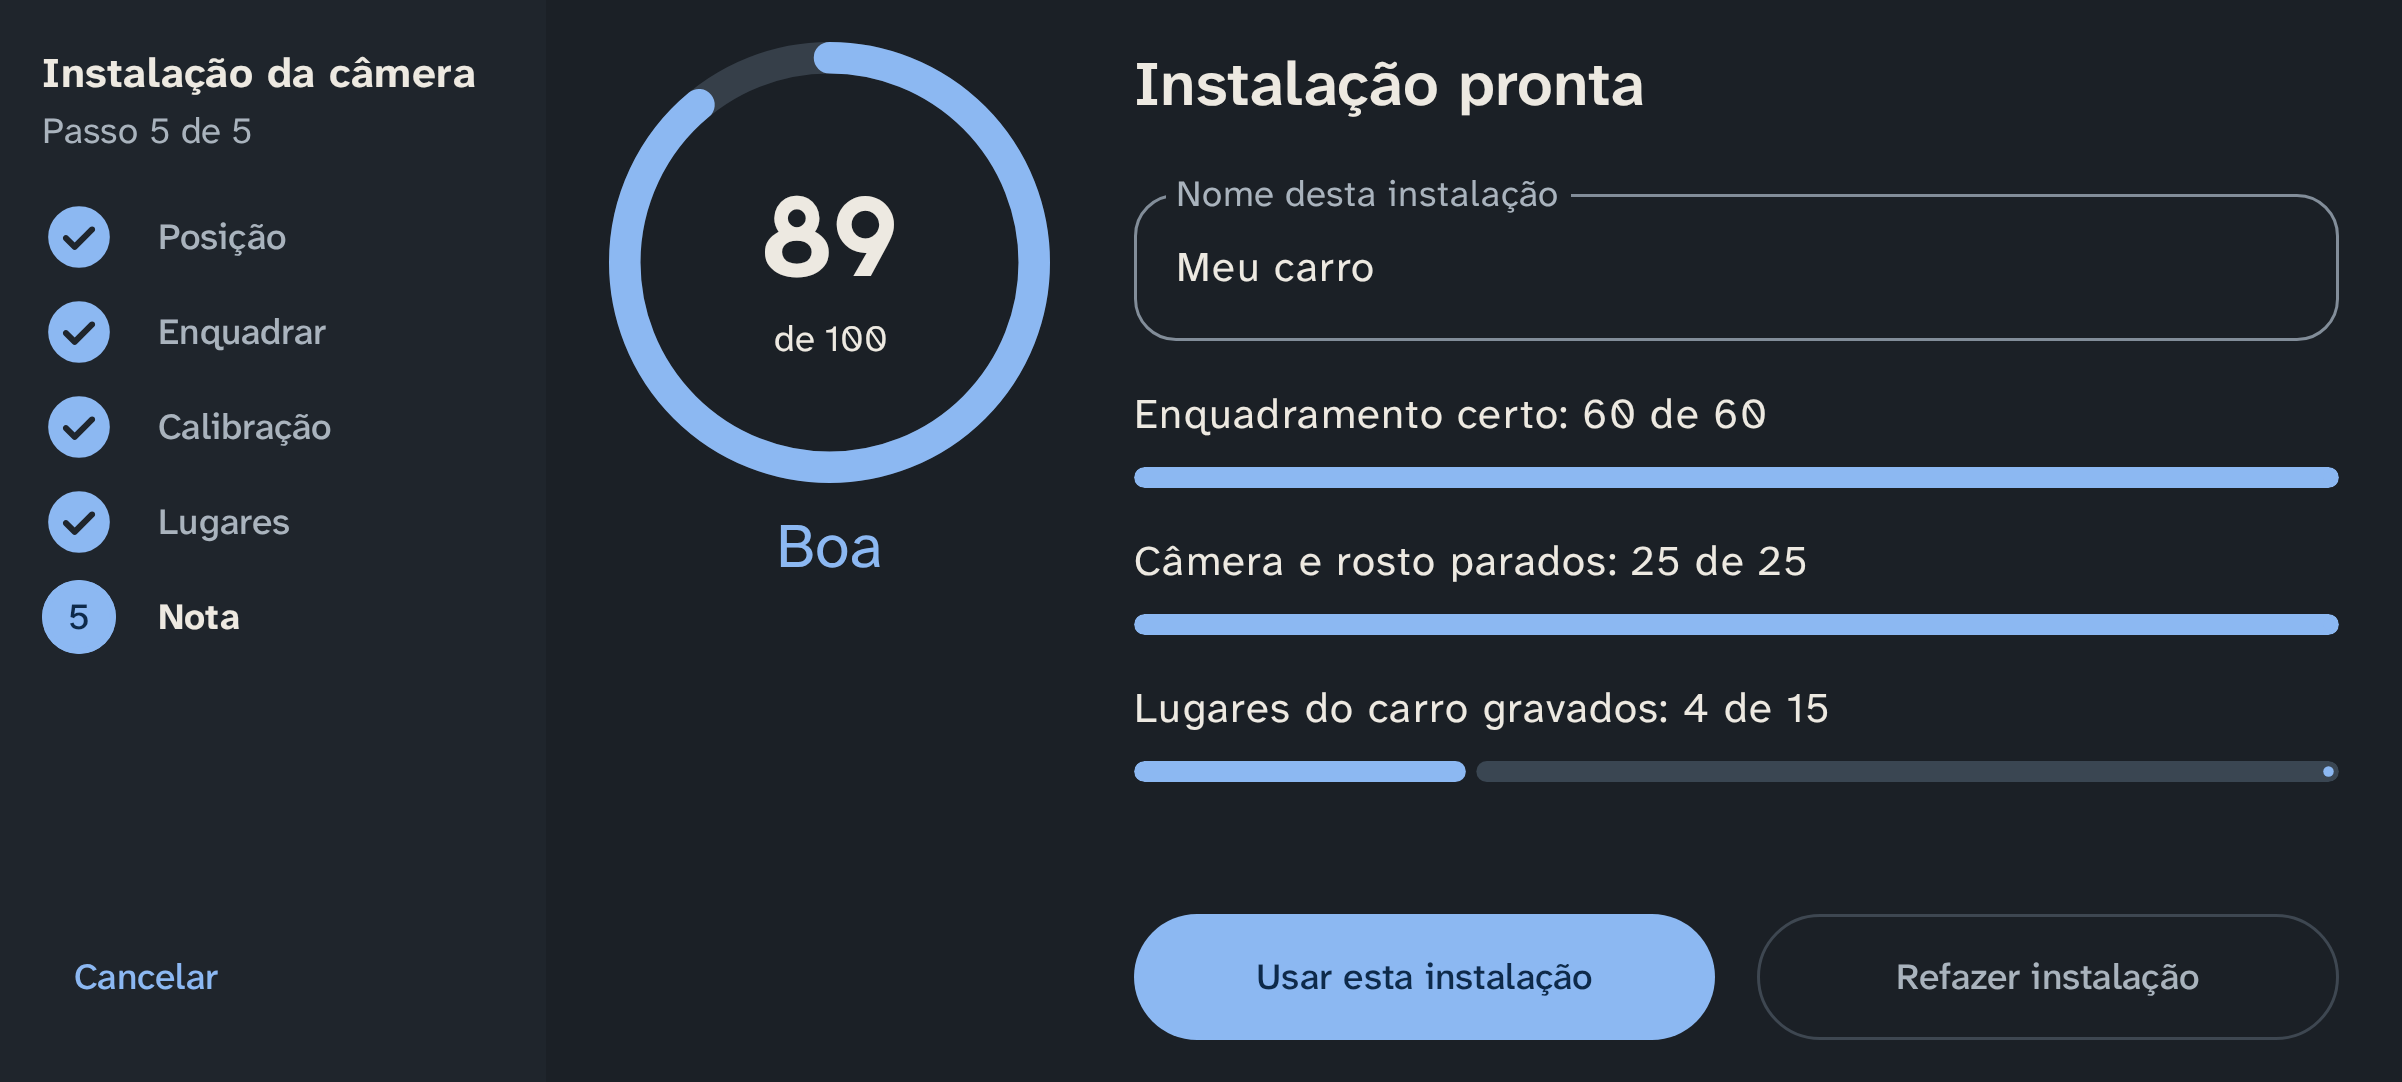 Instalação da câmera
Passo 5 de 5
Posição
Enquadrar
Calibração
Lugares
5 Nota
Cancelar
89
de 100
Boa
Instalação pronta
Nome desta instalação
Meu carro
Enquadramento certo: 60 de 60
Câmera e rosto parados: 25 de 25
Lugares do carro gravados: 4 de 15
Usar esta instalação
Refazer instalação